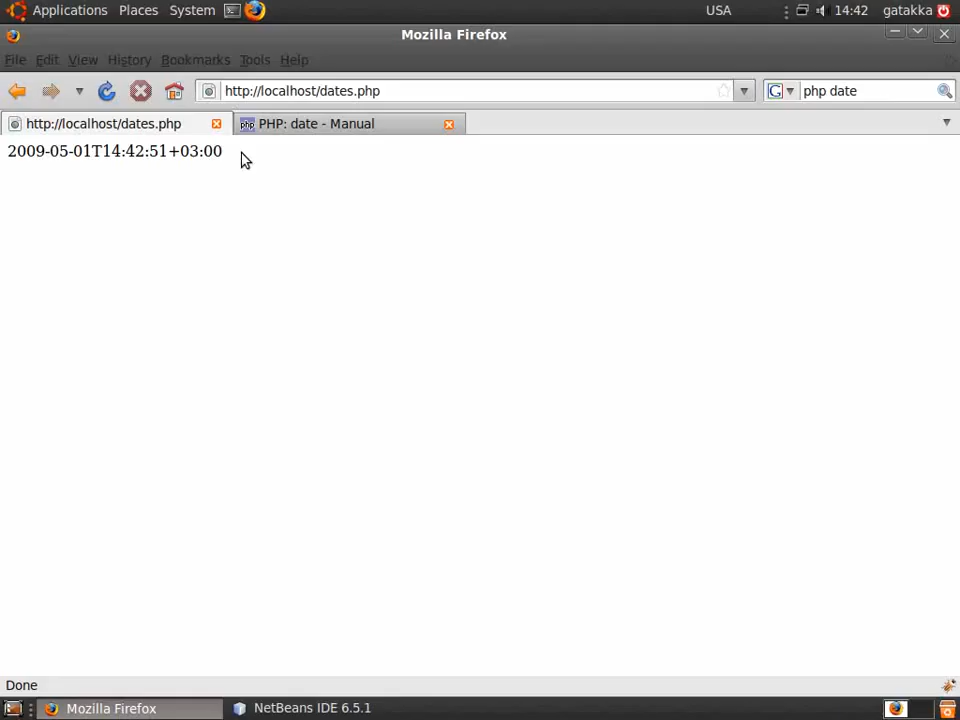 Applications Places System USA 14:42 gatakka
Mozilla Firefox
File Edit View History Bookmarks Tools Help
http://localhost/dates.php G php date
http://localhost/dates.php php PHP: date - Manual
2009-05-01T14:42:51+03:00
Done
Mozilla Firefox NetBeans IDE 6.5.1